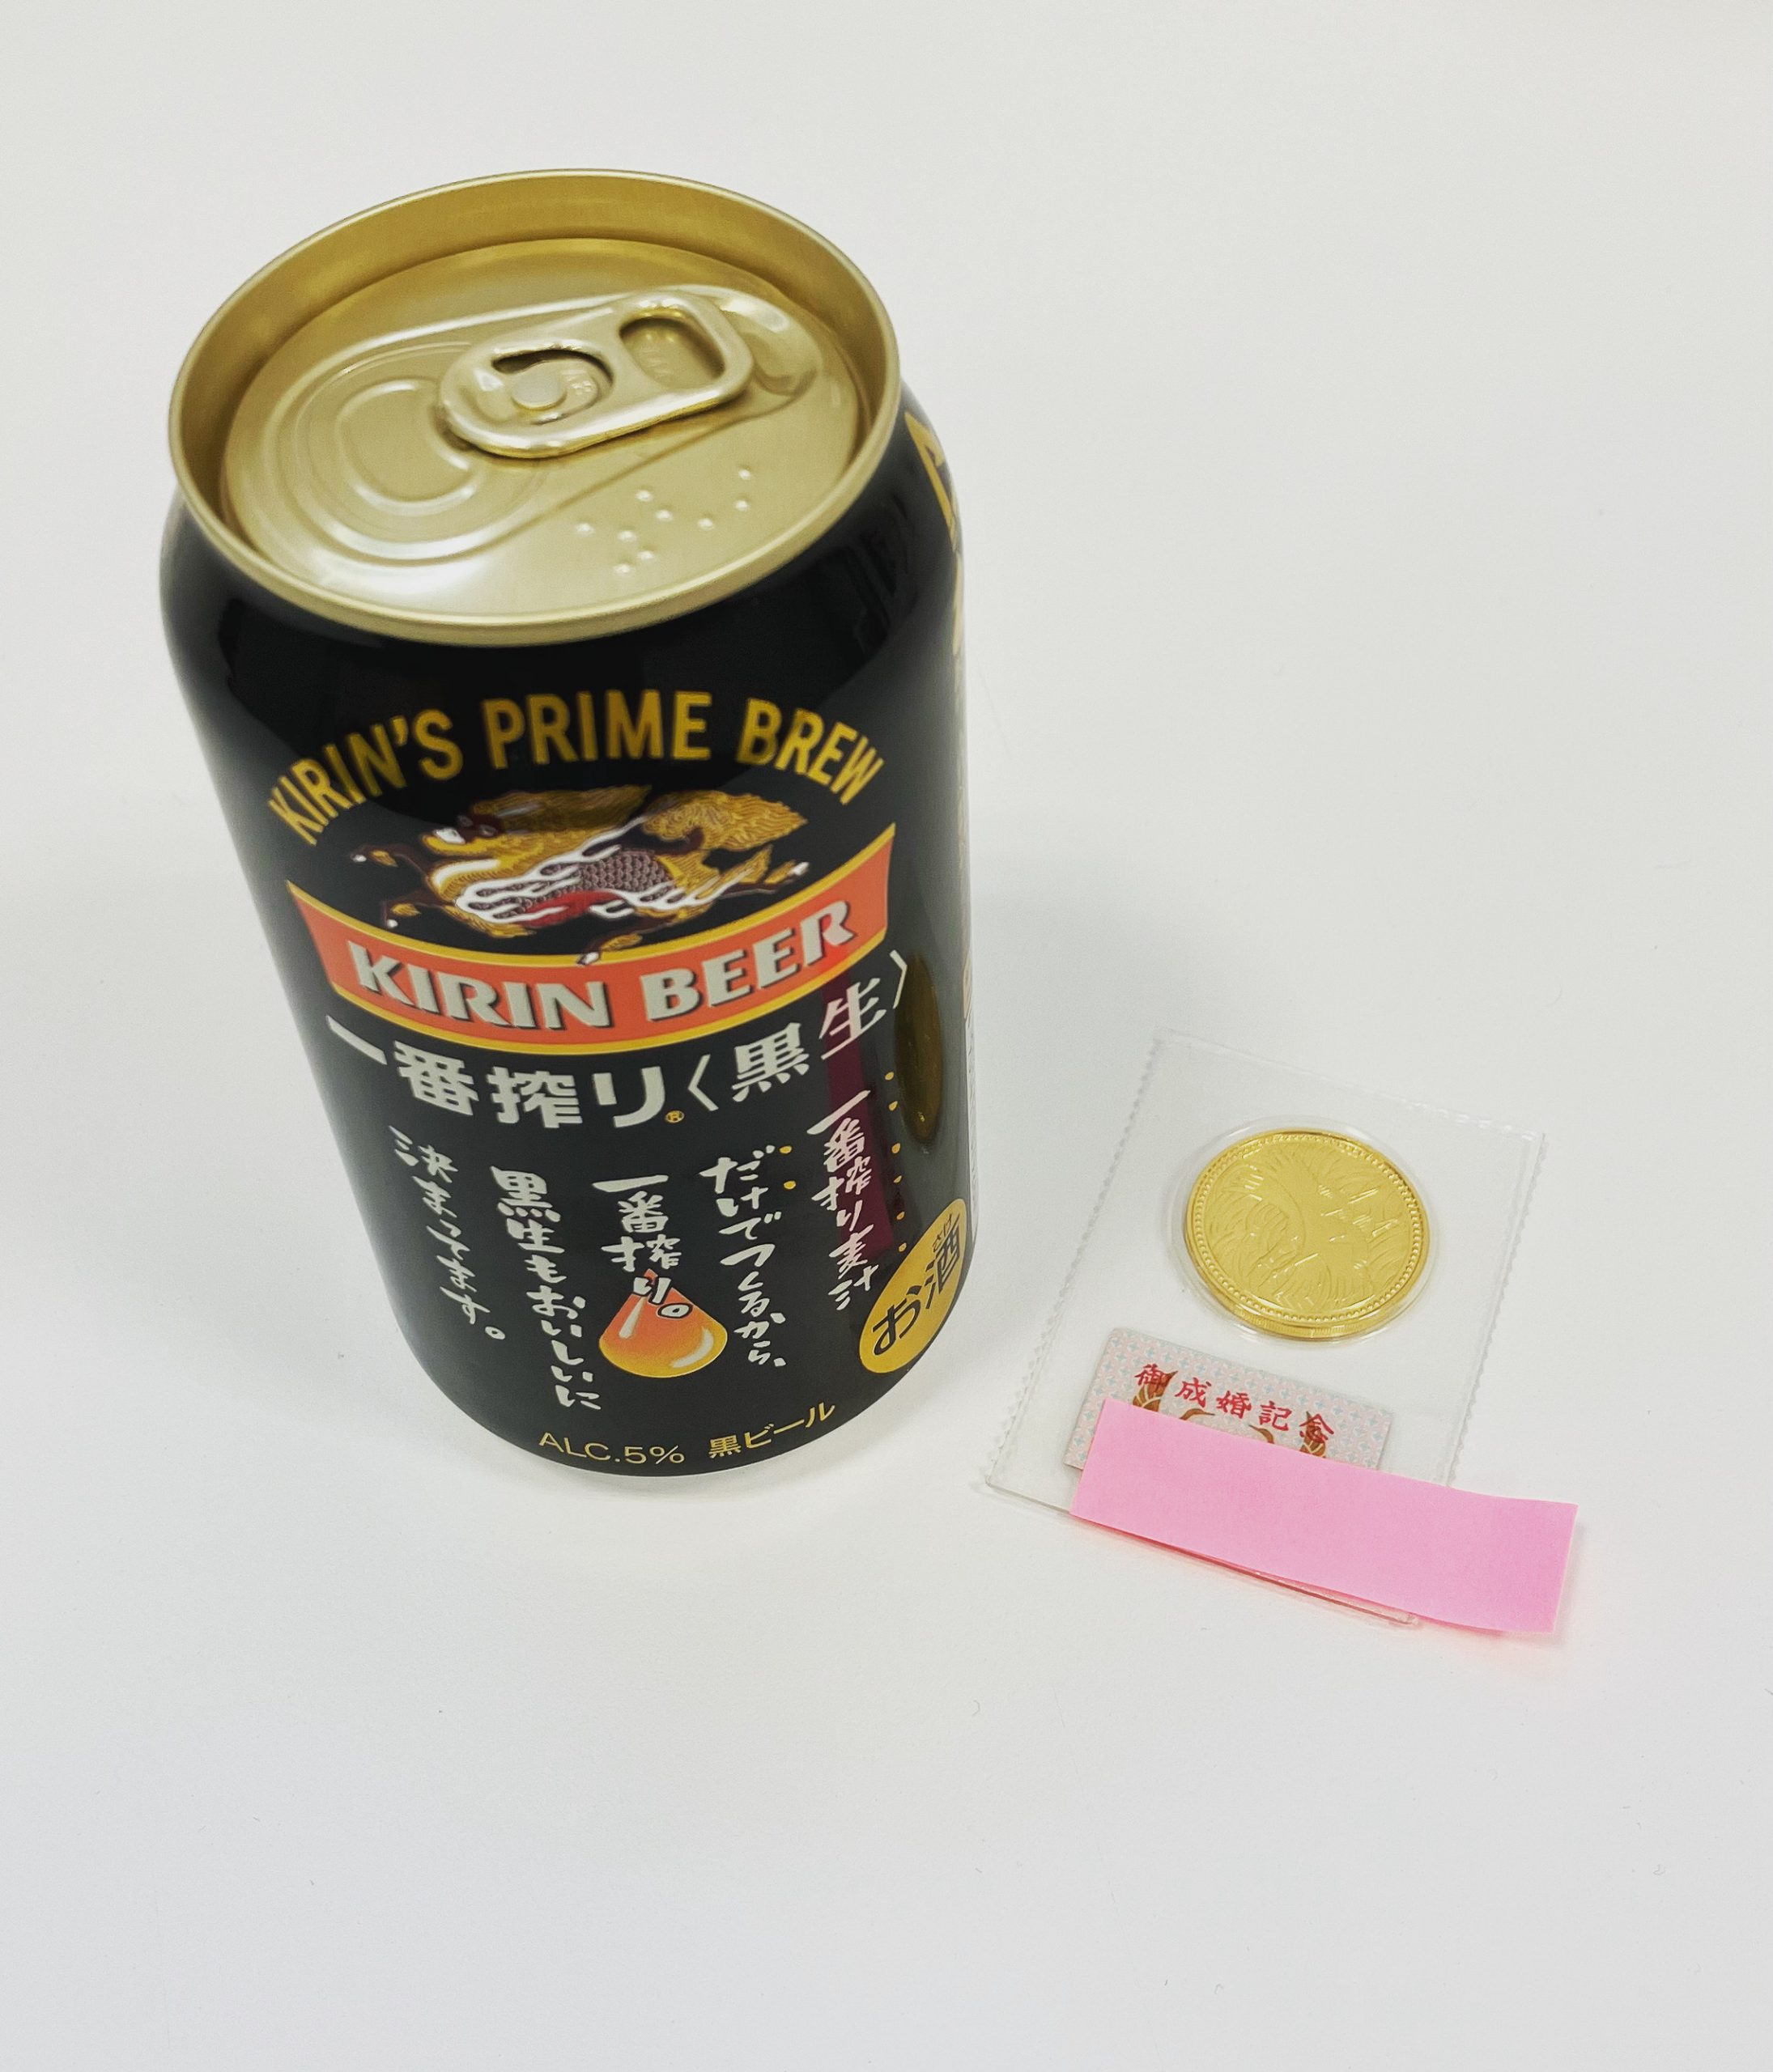 KIRIN'S PRIME BREW
KIRIN BEER
一番搾り®〈黒生〉
一番搾り麦汁
だけでつくるから、
一番搾り。
黒生もおいしいに
決まってます。
おさけ酒
ALC.5% 黒ビール
御成婚記念